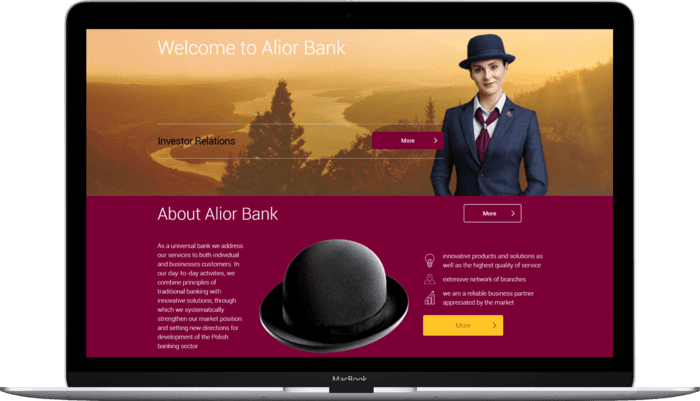 Welcome to Alior Bank
Investor Relations
More
About Alior Bank
More
As a universal bank we address
our services to both individual
and businesses customers. In
our day-to-day activities, we
combine principles of
traditional banking with
innovative solutions, through
which we systematically
strengthen our market position
and setting new directions for
development of the Polish
banking sector
innovative products and solutions as
well as the highest quality of service
extensive network of branches
we are a reliable business partner
appreciated by the market
More
MacBook